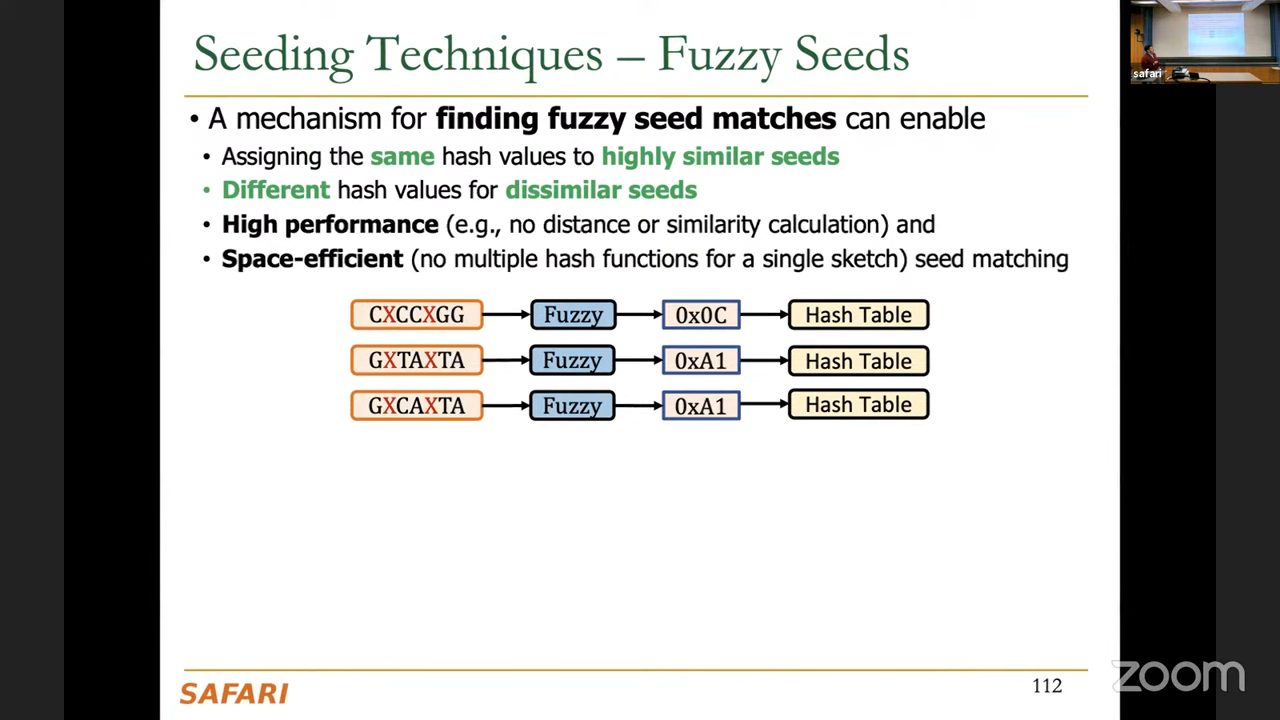 Seeding Techniques – Fuzzy Seeds
• A mechanism for finding fuzzy seed matches can enable
• Assigning the same hash values to highly similar seeds
• Different hash values for dissimilar seeds
• High performance (e.g., no distance or similarity calculation) and
• Space-efficient (no multiple hash functions for a single sketch) seed matching
CXCCXGG Fuzzy 0x0C Hash Table
GXTAXTA Fuzzy 0xA1 Hash Table
GXCAXTA Fuzzy 0xA1 Hash Table
SAFARI
112
safari
zoom